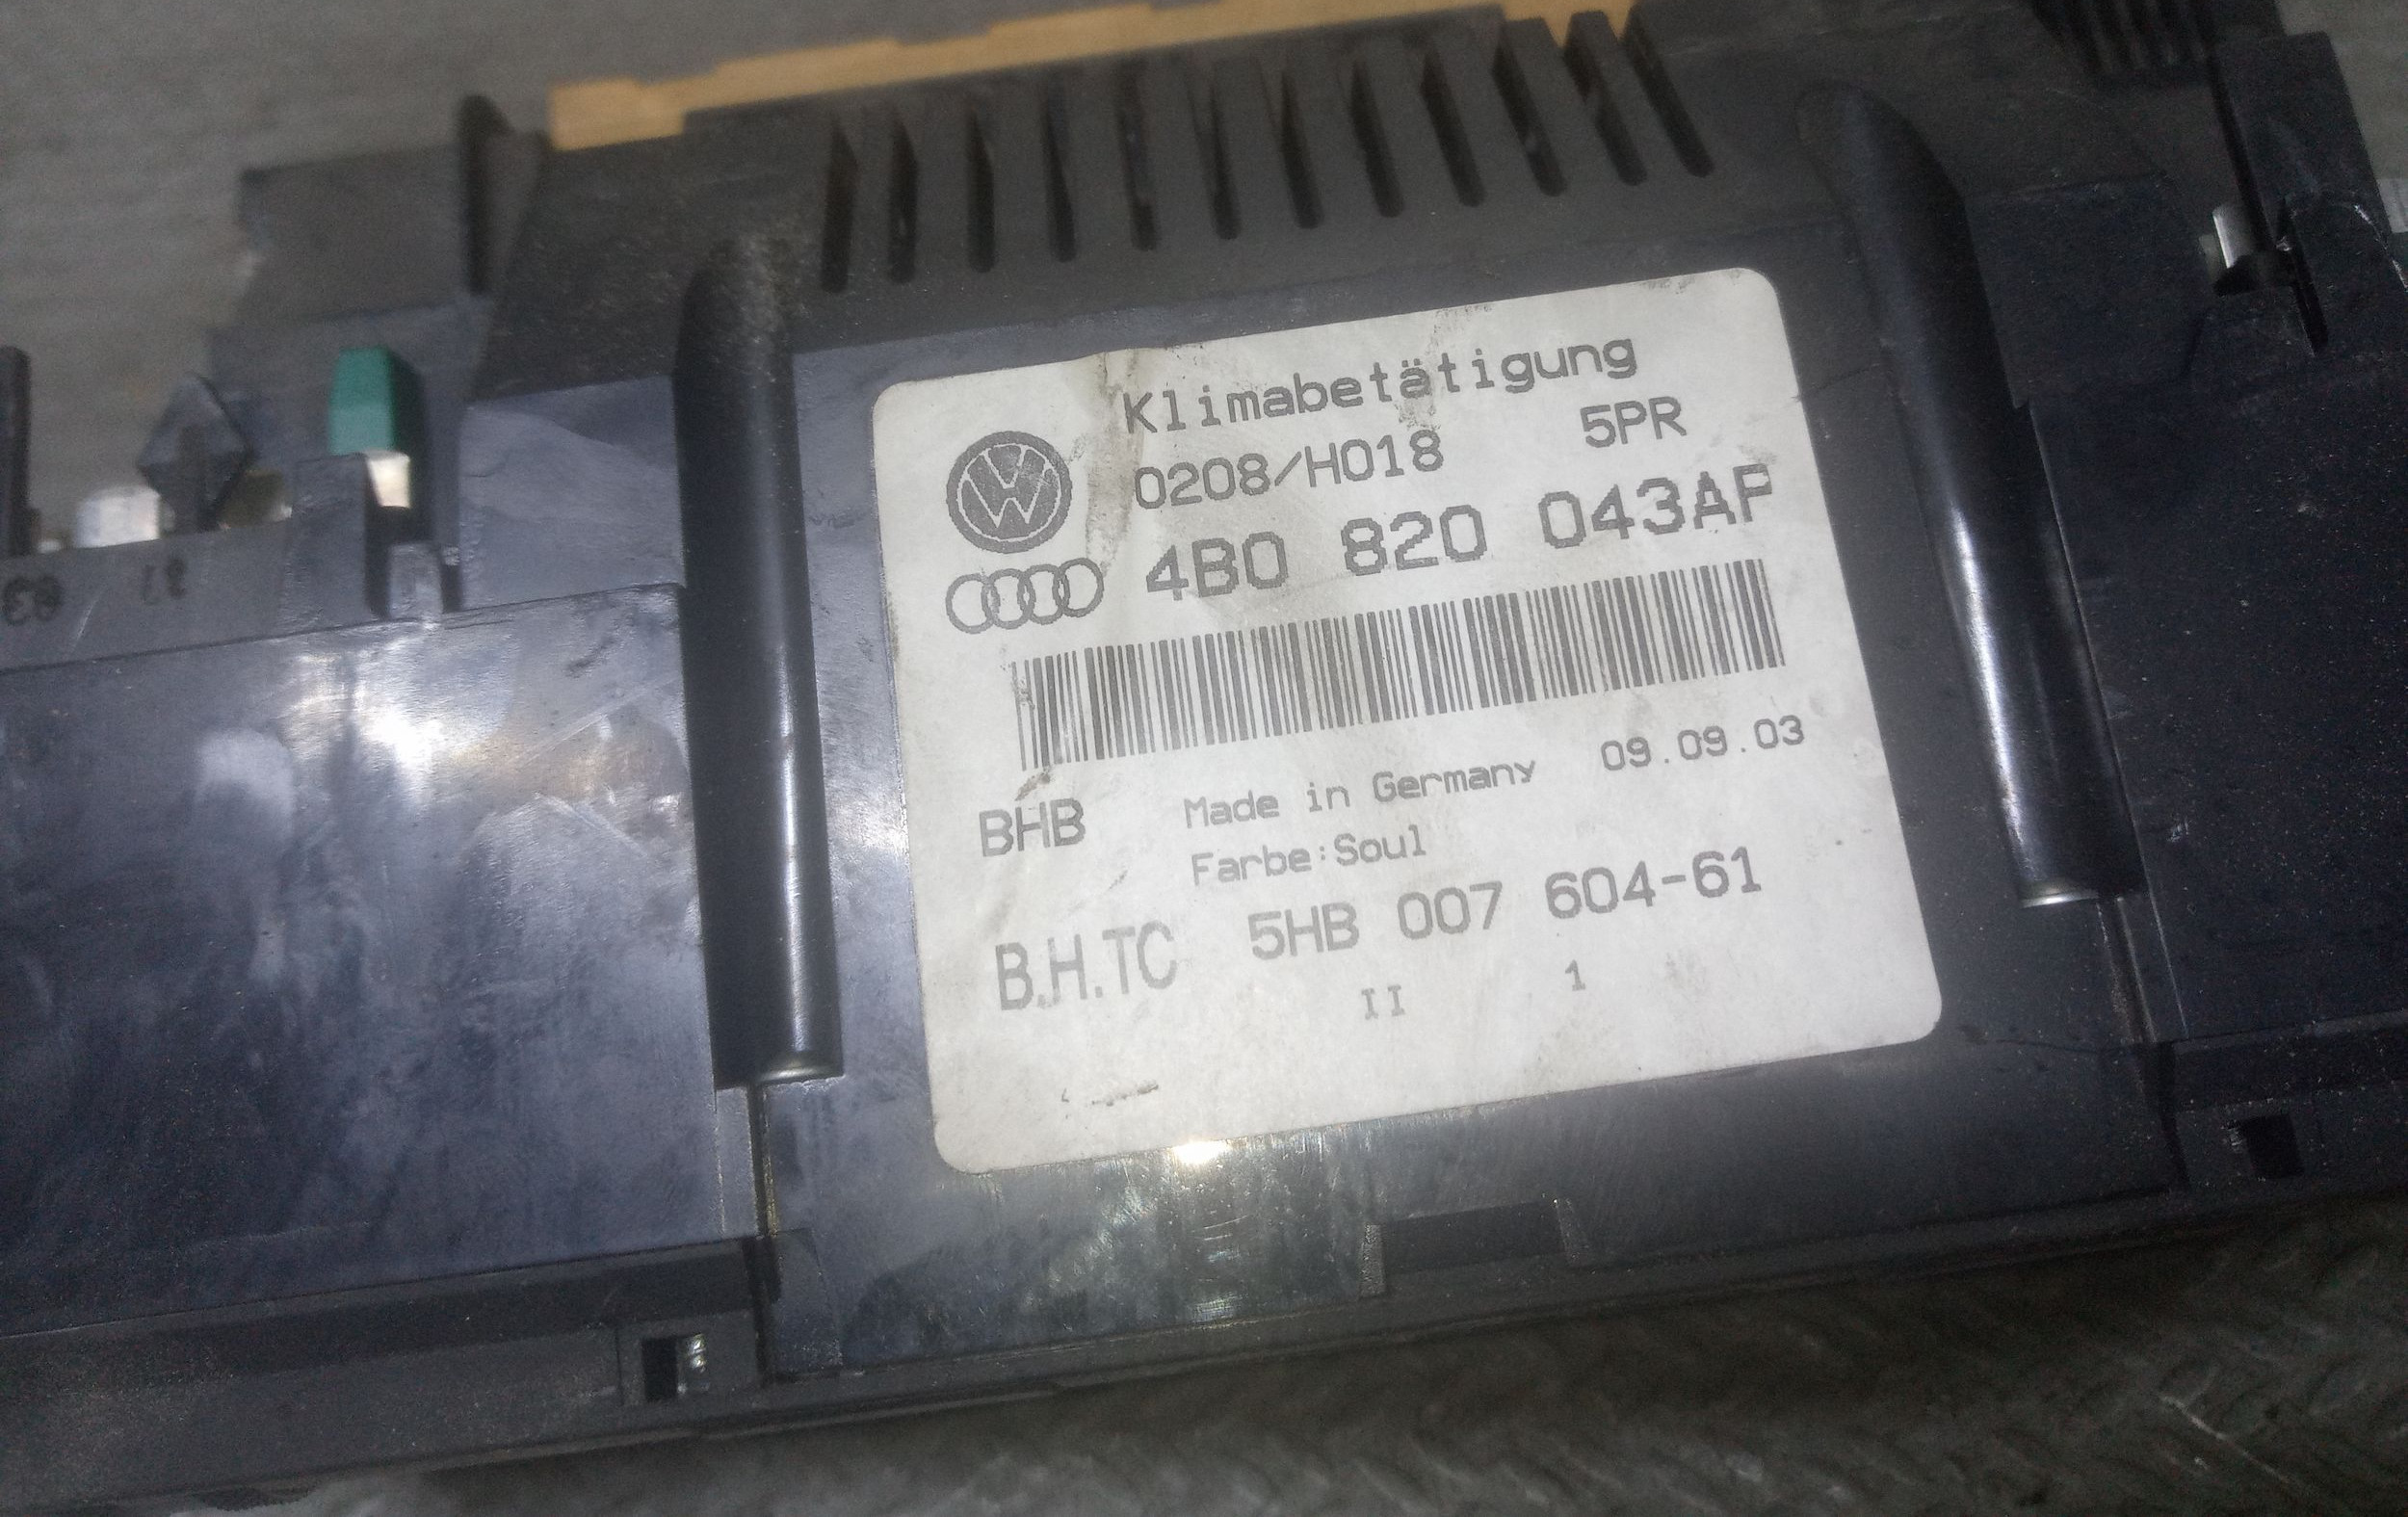 Klimabetätigung
0208/H018 5PR
4B0 820 043AP
BHB Made in Germany 09.09.03
Farbe:Soul
B.H.TC 5HB 007 604-61
II 1